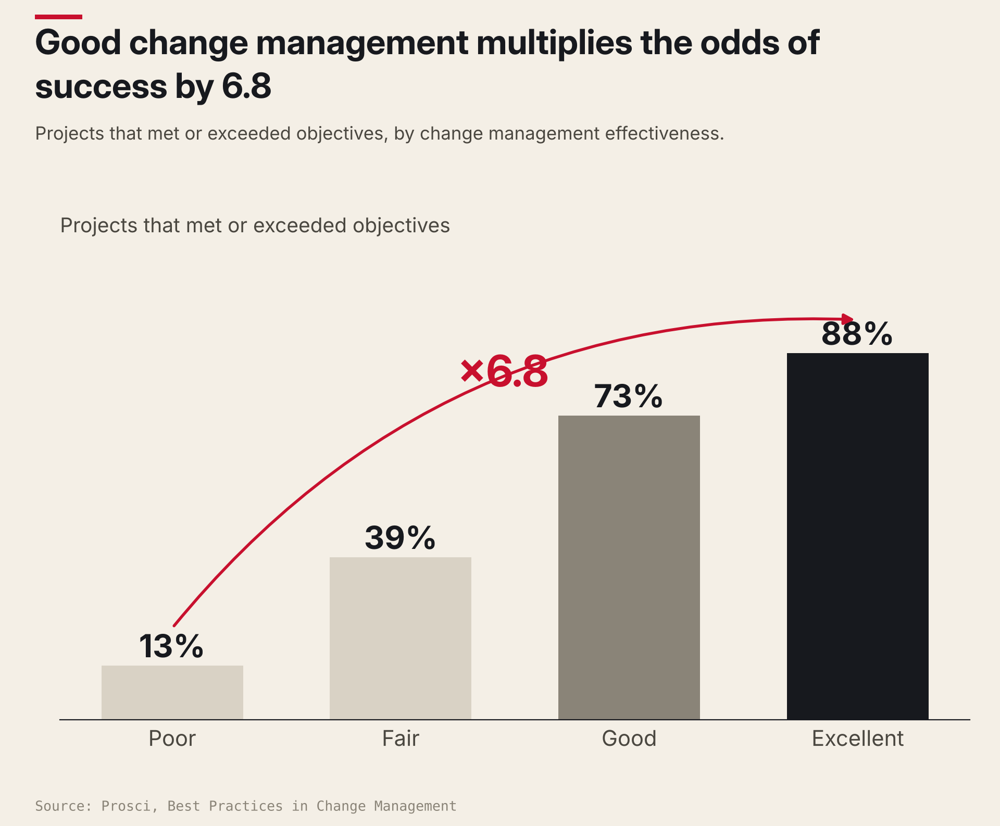 Good change management multiplies the odds of
success by 6.8
Projects that met or exceeded objectives, by change management effectiveness.
Projects that met or exceeded objectives
88%
×6.8
73%
39%
13%
Poor
Fair
Good
Excellent
Source: Prosci, Best Practices in Change Management